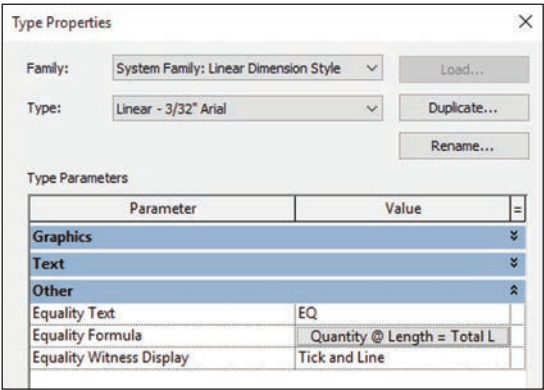 Type Properties
Family: System Family: Linear Dimension Style Load...
Type: Linear - 3/32" Arial Duplicate...
Rename...
Type Parameters
Parameter Value =
Graphics
Text
Other
Equality Text EQ
Equality Formula Quantity @ Length = Total L
Equality Witness Display Tick and Line